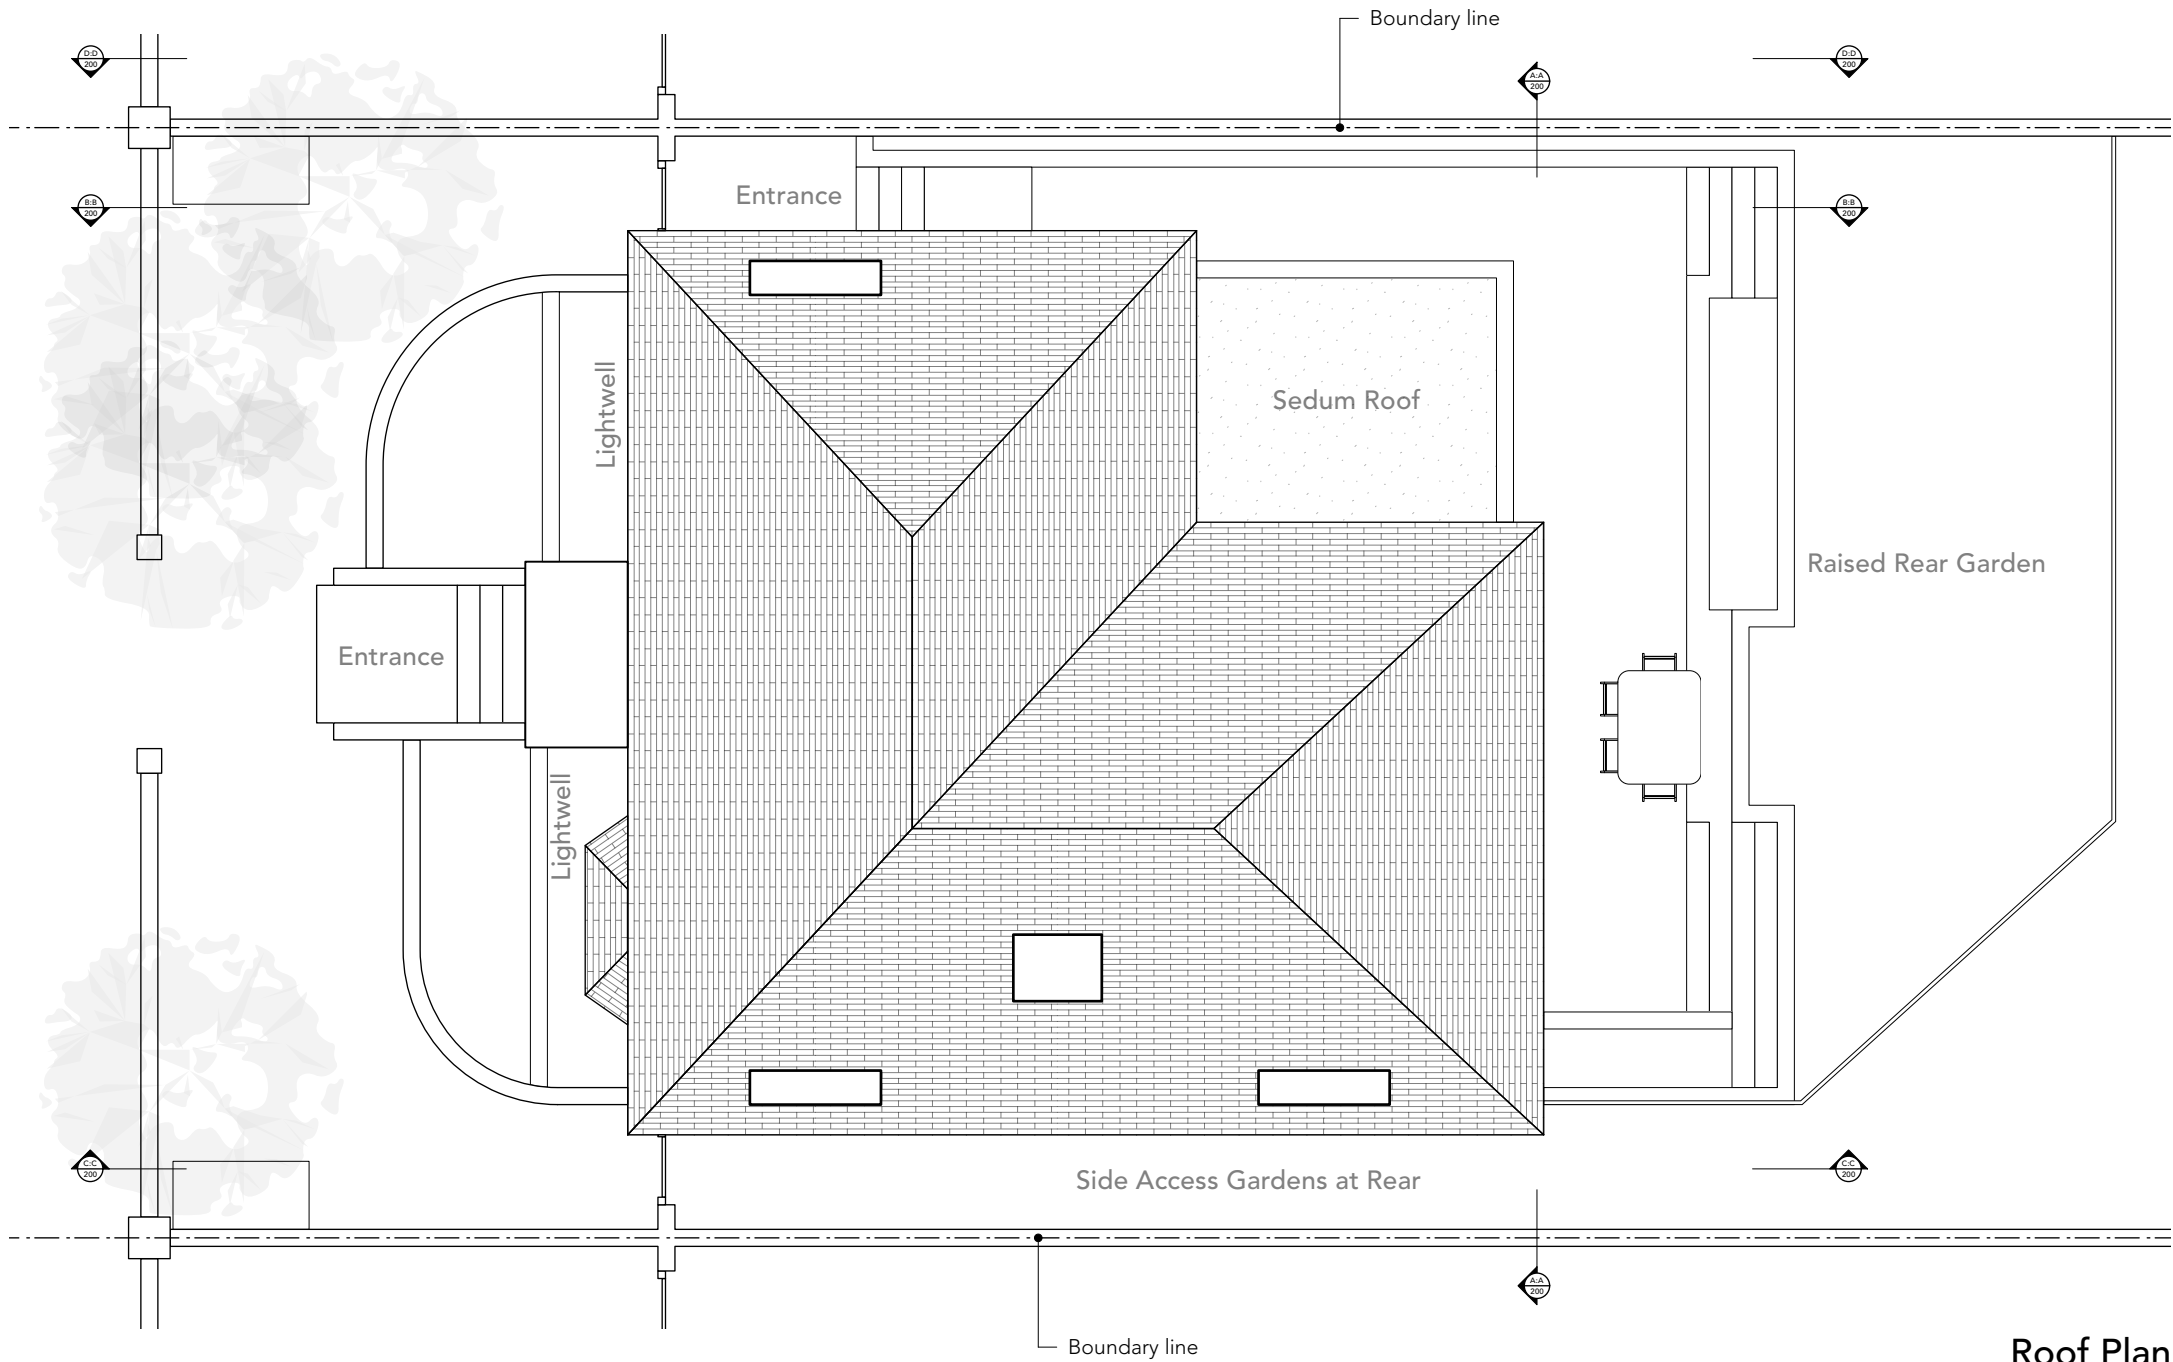 Boundary line
D:D
200
D:D
200
A:A
200
Entrance
B:B
200
B:B
200
Lightwell
Sedum Roof
Raised Rear Garden
Entrance
Lightwell
C:C
200
Side Access Gardens at Rear
C:C
200
A:A
200
Boundary line
Roof Plan